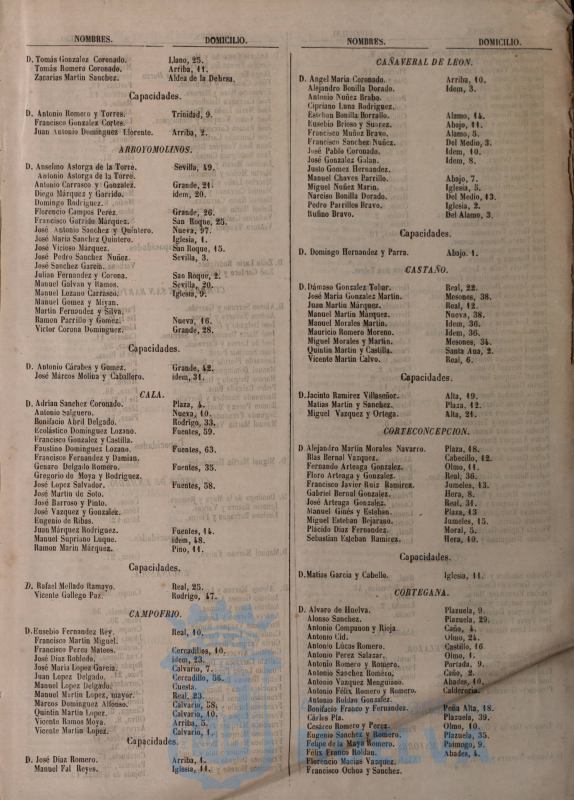 NOMBRES. DOMICILIO.
D. Tomás Gonzalez Coronado. Llano, 25.
Tomás Romero Coronado. Arriba, 11.
Zacarias Martin Sanchez. Aldea de la Dehesa.
Capacidades.
D. Antonio Romero y Torres. Trinidad, 9.
Francisco Gonzalez Cortes.
Juan Antonio Dominguez Llorente. Arriba, 2.
ARROYOMOLINOS.
D. Anselmo Astorga de la Torre. Sevilla, 49.
Antonio Astorga de la Torre.
Antonio Carrasco y Gonzalez. Grande, 21.
Diego Márquez y Garrido. idem, 20.
Domingo Rodriguez.
Florencio Campos Perez. Grande, 26.
Francisco Garrido Márquez. San Roque, 25.
José Antonio Sanchez y Quintero. Nueva, 97.
José Maria Sanchez Quintero. Iglesia, 1.
José Vicioso Márquez. San Roque, 15.
José Pedro Sanchez Nuñez. Sevilla, 3.
José Sanchez Garcia.
Julian Fernandez y Corona. San Roque, 2.
Manuel Galvan y Ramos. Sevilla, 20.
Manuel Lozano Carrasco. Iglesia, 9.
Manuel Gomez y Miyan.
Martin Fernandez y Silva.
Ramon Parrillo y Gomez. Nueva, 16.
Victor Corona Dominguez. Grande, 28.
Capacidades.
D. Antonio Cárabes y Gomez. Grande, 42.
José Márcos Molina y Caballero. idem, 31.
CALA.
D. Adrian Sanchez Coronado. Plaza, 4.
Antonio Salguero. Nueva, 10.
Bonifacio Abril Delgado. Rodrigo, 33.
Ecolástico Dominguez Lozano. Fuentes, 59.
Francisco Gonzalez y Castilla.
Faustino Dominguez Lozano. Fuentes, 63.
Francisco Fernandez y Damian.
Genaro Delgado Romero. Fuentes, 35.
Gregorio de Moya y Rodriguez.
José Lopez Salvador. Fuentes, 58.
José Martin de Soto.
José Barroso y Pinto.
José Vazquez y Gonzalez.
Eugenio de Ribas.
Juan Márquez Rodriguez. Fuentes, 14.
Manuel Supriano Luque. idem, 48.
Ramon Marin Márquez. Pino, 11.
Capacidades.
D. Rafael Mellado Ramayo. Real, 25.
Vicente Gallego Paz. Rodrigo, 47.
CAMPOFRIO.
D. Eusebio Fernandez Rey. Real, 10.
Francisco Martin Miguel.
Francisco Perez Mateos. Cercadillos, 40.
José Diaz Robledo. idem, 23.
José Maria Lopez Garcia. Calvario, 7.
Juan Lopez Delgado. Cercadillo, 56.
Manuel Lopez Delgado. Cuesta.
Manuel Martin Lopez, mayor. Real, 23.
Márcos Dominguez Alfonso. Calvario, 38.
Quintin Martin Lopez. Calvario, 10.
Vicente Ramos Moya. Arriba, 5.
Vicente Martin Lopez. Calvario, 1.
Capacidades.
D. José Diaz Romero. Arriba, 1.
Manuel Fal Reyes. Iglesia, 11.
NOMBRES. DOMICILIO.
CAÑAVERAL DE LEON.
D. Angel Maria Coronado. Arriba, 10.
Alejandro Bonilla Dorado. Idem, 3.
Antonio Nuñez Brabo.
Cipriano Luna Rodriguez.
Esteban Bonilla Borrallo. Alamo, 14.
Eusebio Brioso y Suarez. Abajo, 11.
Francisco Muñoz Bravo. Alamo, 5.
Francisco Sanchez Nuñez. Del Medio, 3.
José Pablo Coronado. Idem, 10.
José Gonzalez Galan. Idem, 8.
Justo Gomez Hernandez.
Manuel Chaves Parrillo. Abajo, 7.
Miguel Nuñez Marin. Iglesia, 5.
Narciso Bonilla Dorado. Del Medio, 13.
Pedro Parrillos Bravo. Iglesia, 2.
Rufino Bravo. Del Alamo, 3.
Capacidades.
D. Domingo Hernandez y Parra. Abajo. 1.
CASTAÑO.
D. Dámaso Gonzalez Tobar. Real, 22.
José Maria Gonzalez Martin. Mesones, 38.
Juan Martin Márquez. Real, 12.
Manuel Martin Márquez. Nueva, 38.
Manuel Morales Martin. Idem, 36.
Mauricio Romero Moreno. Idem, 36.
Miguel Morales y Martin. Mesones, 34.
Quintin Martin y Castilla. Santa Ana, 2.
Vicente Martin Calvo. Real, 6.
Capacidades.
D. Jacinto Ramirez Villaseñor. Alta, 19.
Matías Martin y Sanchez. Plaza, 12.
Miguel Vazquez y Ortega. Alta, 21.
CORTECONCEPCION.
D Alejandro Martin Morales Navarro. Plaza, 18.
Blas Bernal Vazquez. Cabecillo, 12.
Fernando Arteaga Gonzalez. Olmo, 11.
Floro Arteaga y Gonzalez. Real, 36.
Francisco Javier Ruiz Ramirez. Jumeles, 13.
Gabriel Bernal Gonzalez. Hera, 8.
José Arteaga Gonzalez. Real, 31.
Manuel Ginés y Esteban. Plaza, 13
Miguel Esteban Bejarano. Jumeles, 15.
Plácido Diaz Fernandez. Moral, 5.
Sebastian Esteban Ramirez. Hera, 10.
Capacidades.
D. Matías Garcia y Cabello. Iglesia, 11.
CORTEGANA.
D. Alvaro de Huelva. Plazuela, 9.
Alonso Sanchez. Plazuela, 29.
Antonio Companon y Rioja. Caño, 4.
Antonio Cid. Olmo, 24.
Antonio Lúcas Romero. Castillo, 16
Antonio Perez Salazar. Olmo, 1.
Antonio Romero y Romero. Portada, 9.
Antonio Sanchez Romero. Caño, 2.
Antonio Vazquez Menguiano. Abades, 10.
Antonio Félix Romero y Romero. Calderería.
Antonio Roldan Gonzalez.
Bonifacio Franco y Fernandez. Peña Alta, 18.
Cárlos Pla. Plazuela, 39.
Cesáreo Romero y Perez. Olmo, 10.
Eugenio Sanchez y Romero. Plazuela, 35.
Felipe de la Maya Romero. Paimogo, 9.
Félix Franco Roldan. Abades, 4.
Florencio Macias Vazquez.
Francisco Ochoa y Sanchez.